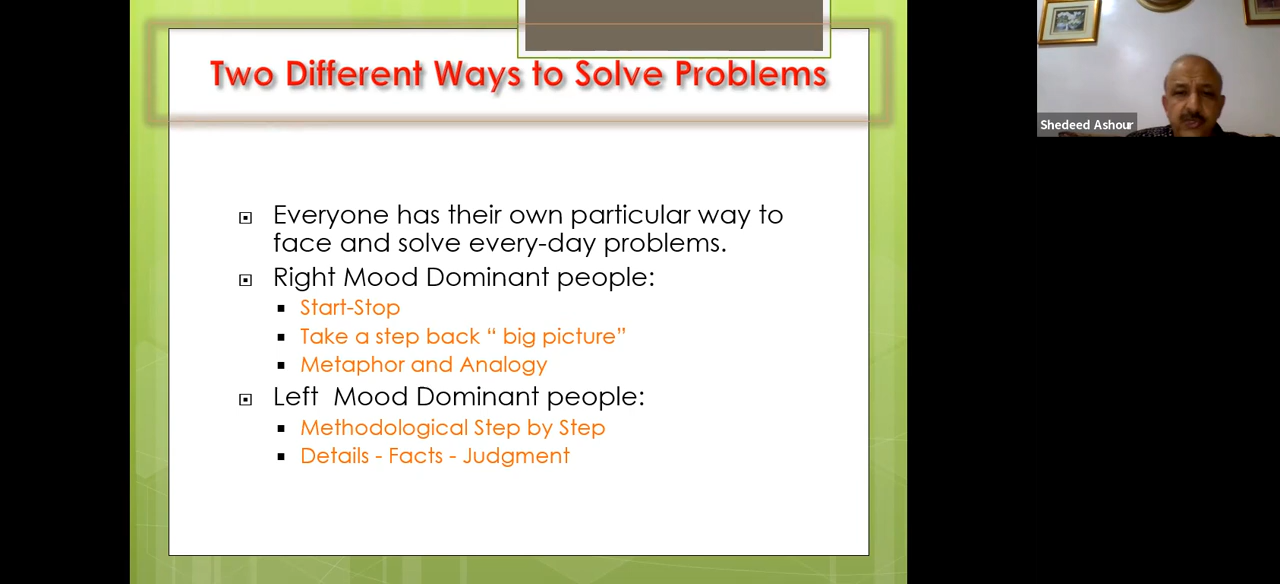 Two Different Ways to Solve Problems
Shedeed Ashour
Everyone has their own particular way to
face and solve every-day problems.
Right Mood Dominant people:
Start-Stop
Take a step back “ big picture”
Metaphor and Analogy
Left  Mood Dominant people:
Methodological Step by Step
Details - Facts - Judgment